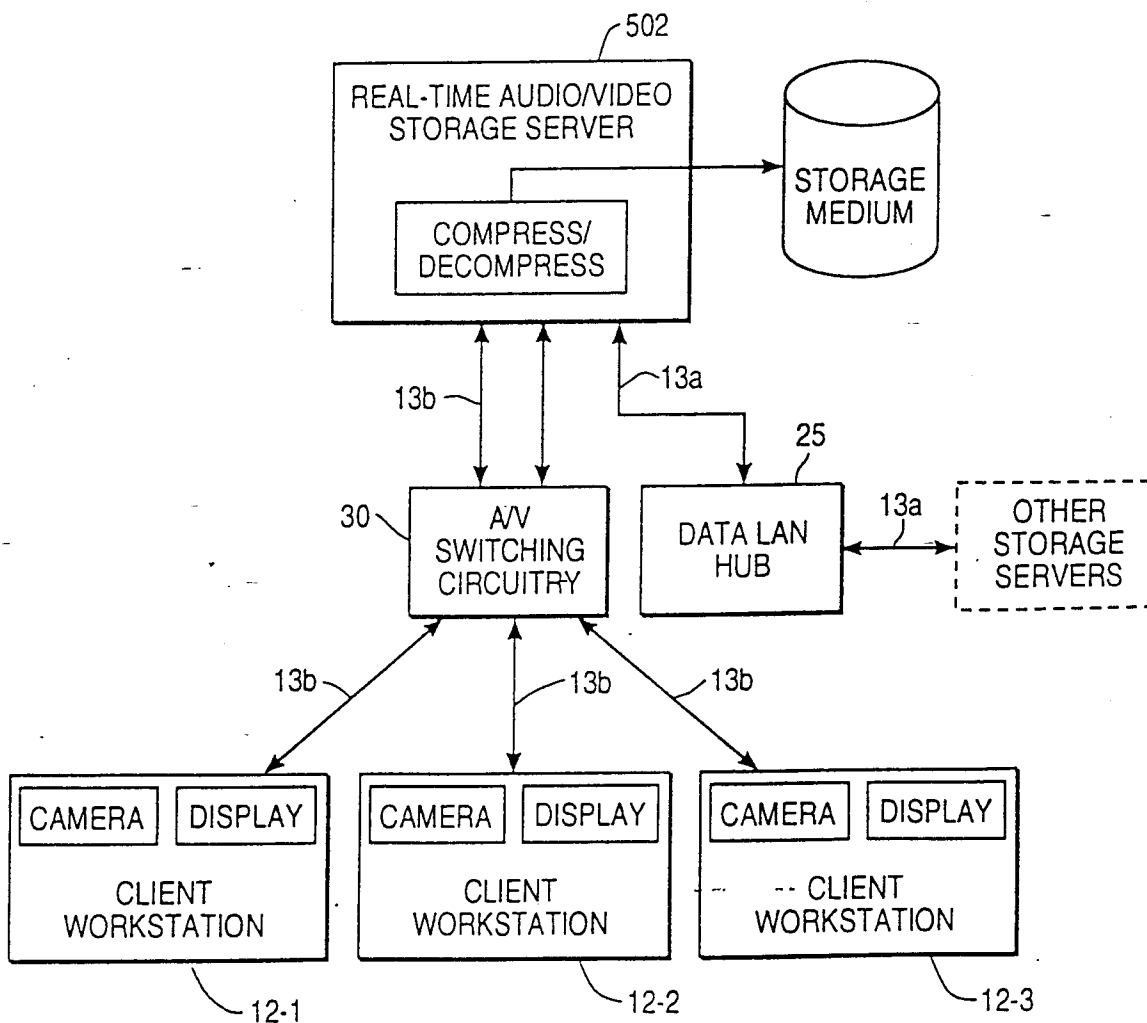 502
REAL-TIME AUDIO/VIDEO
STORAGE SERVER
COMPRESS/
DECOMPRESS
STORAGE
MEDIUM
13b
13a
30
A/V
SWITCHING
CIRCUITRY
25
DATA LAN
HUB
13a
OTHER
STORAGE
SERVERS
13b
13b
13b
CAMERA
DISPLAY
CLIENT
WORKSTATION
12-1
CAMERA
DISPLAY
CLIENT
WORKSTATION
12-2
CAMERA
DISPLAY
CLIENT
WORKSTATION
12-3